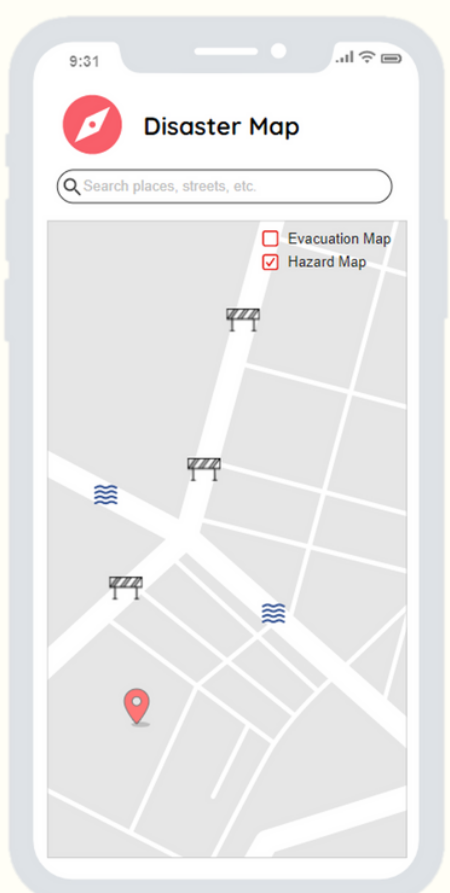 9:31
Disaster Map
Search places, streets, etc.
Evacuation Map
Hazard Map